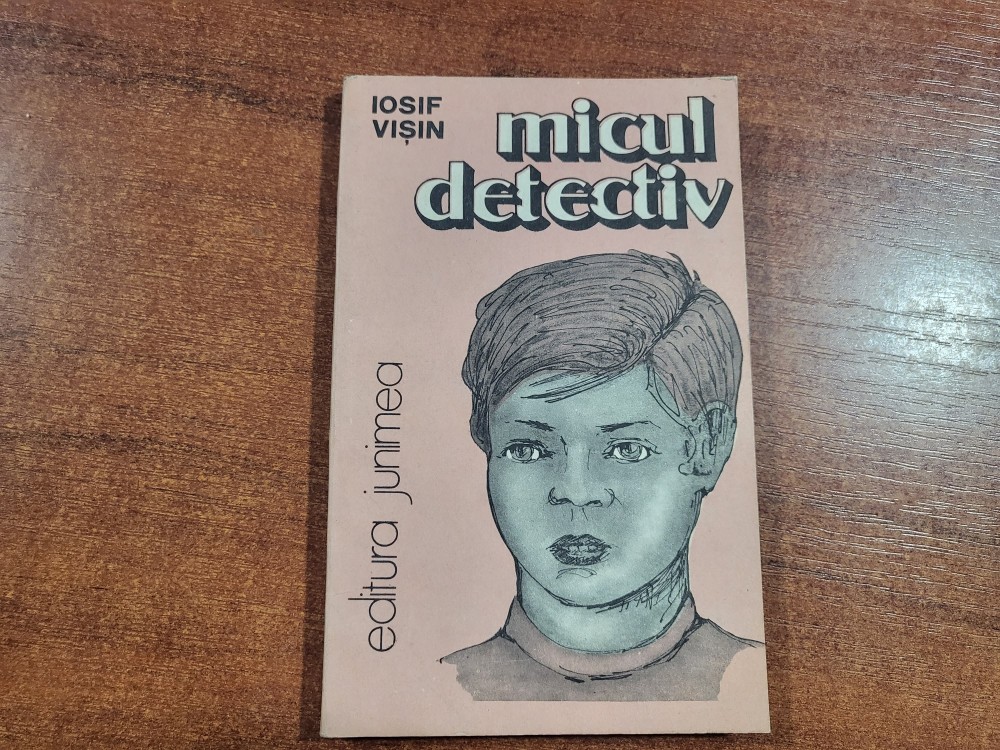 IOSIF
VIȘIN
micul
detectiv
editura junimea